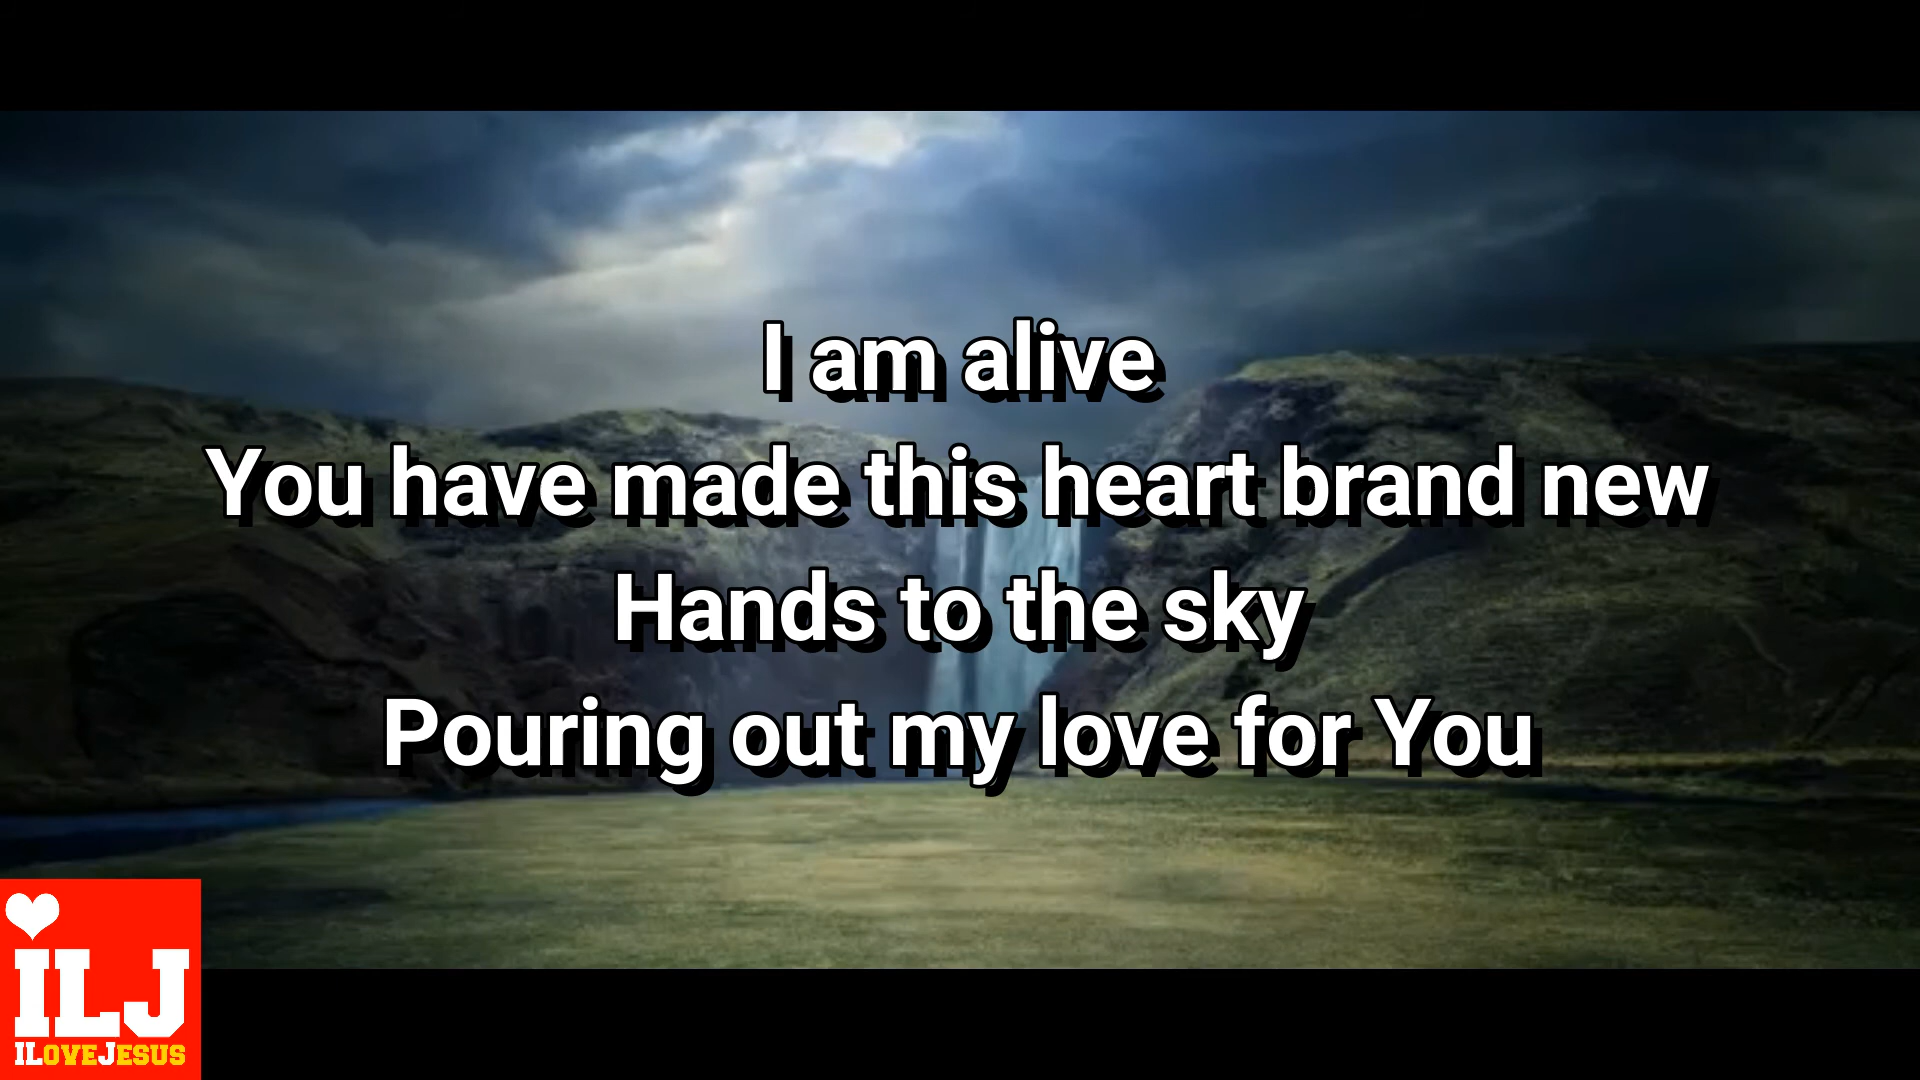 I am alive
You have made this heart brand new
Hands to the sky
Pouring out my love for You
ILJ
ILOVEJESUS